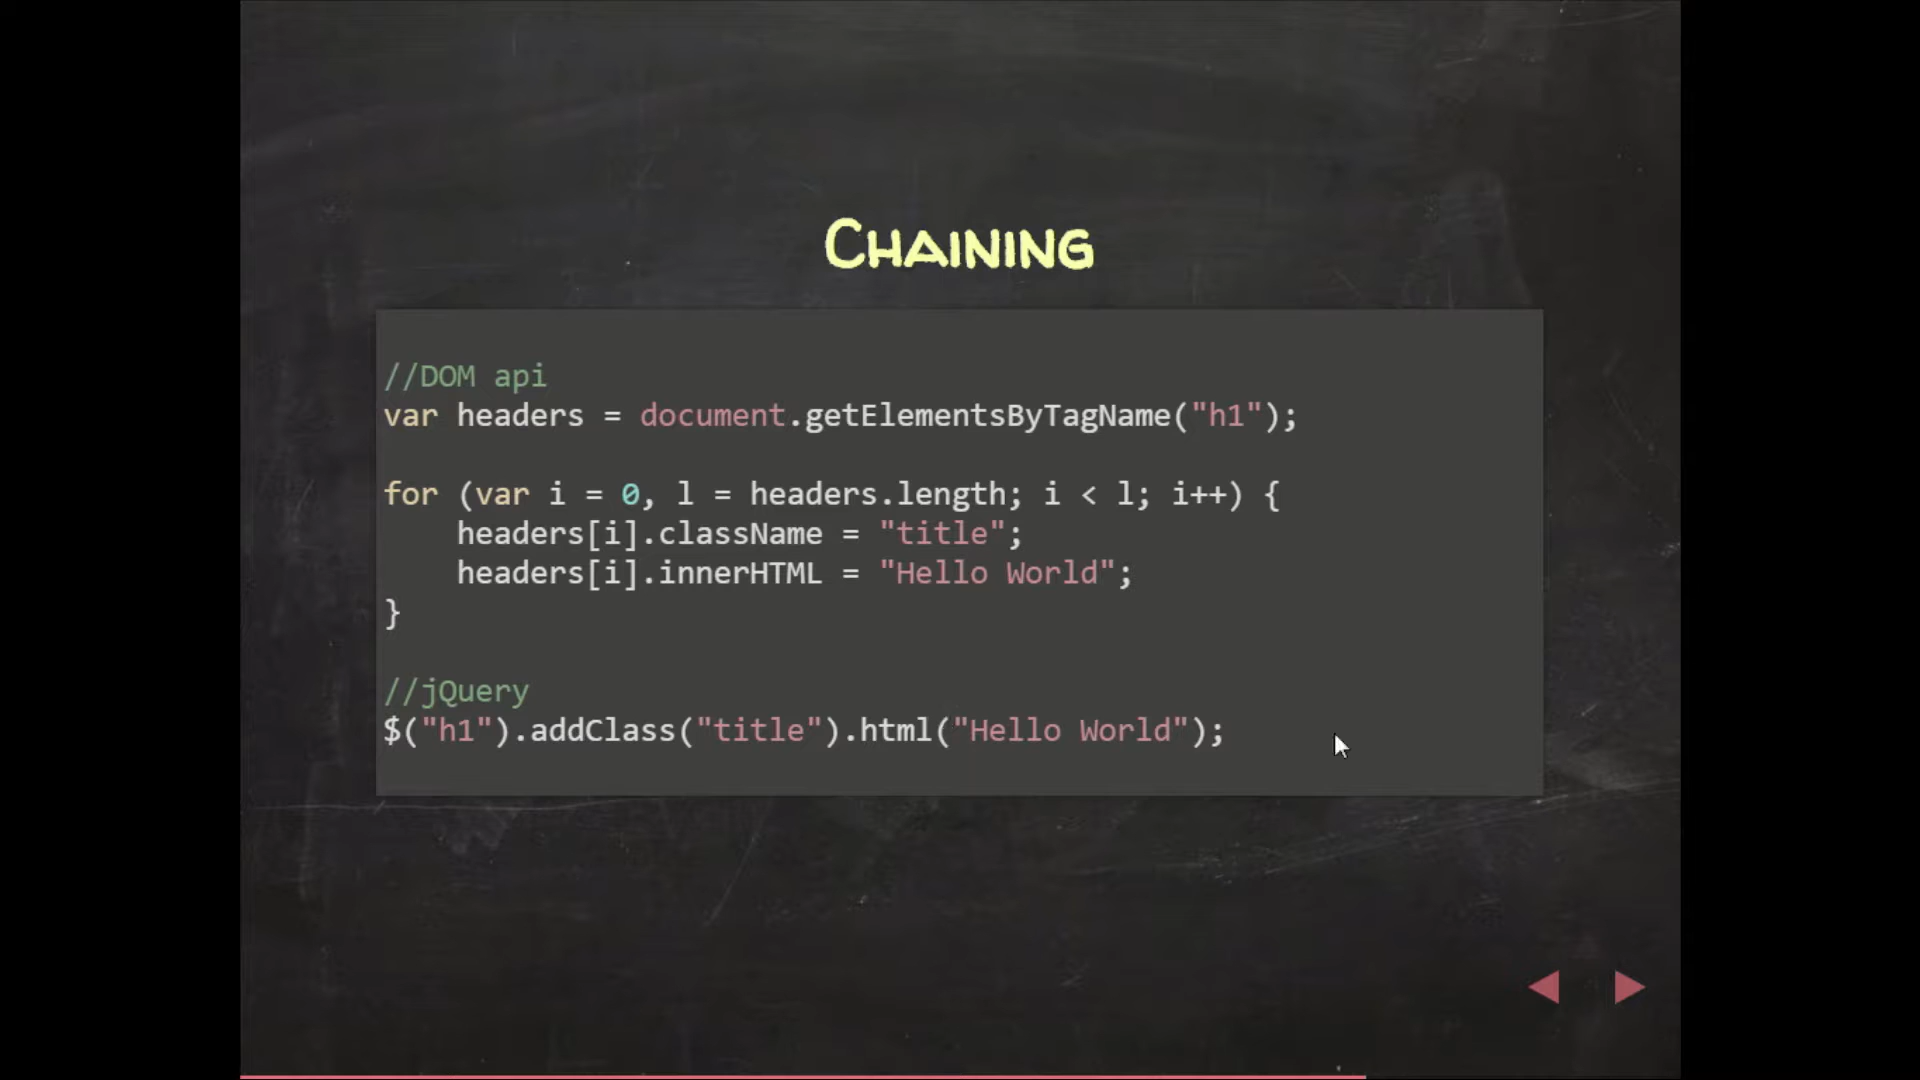 Chaining
//DOM api
var headers = document.getElementsByTagName("h1");
for (var i = 0, l = headers.length; i < l; i++) {
    headers[i].className = "title";
    headers[i].innerHTML = "Hello World";
}
//jQuery
$("h1").addClass("title").html("Hello World");